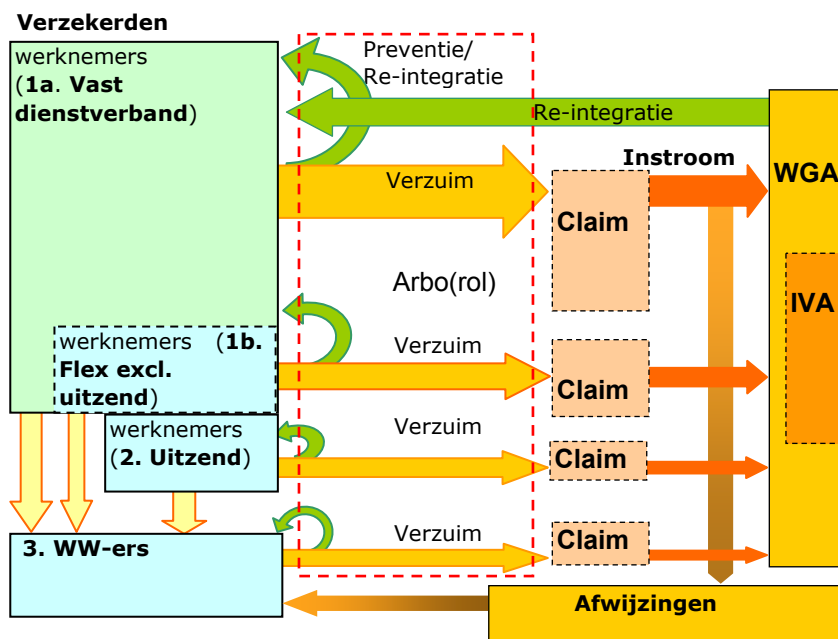 Verzekerden
werknemers
(1a. Vast
dienstverband)
Preventie/
Re-integratie
Re-integratie
Instroom
WGA
Verzuim
Claim
IVA
Arbo(rol)
werknemers (1b.
Flex excl.
uitzend)
Verzuim
Claim
werknemers
(2. Uitzend)
Verzuim
Claim
3. WW-ers
Verzuim
Claim
Afwijzingen